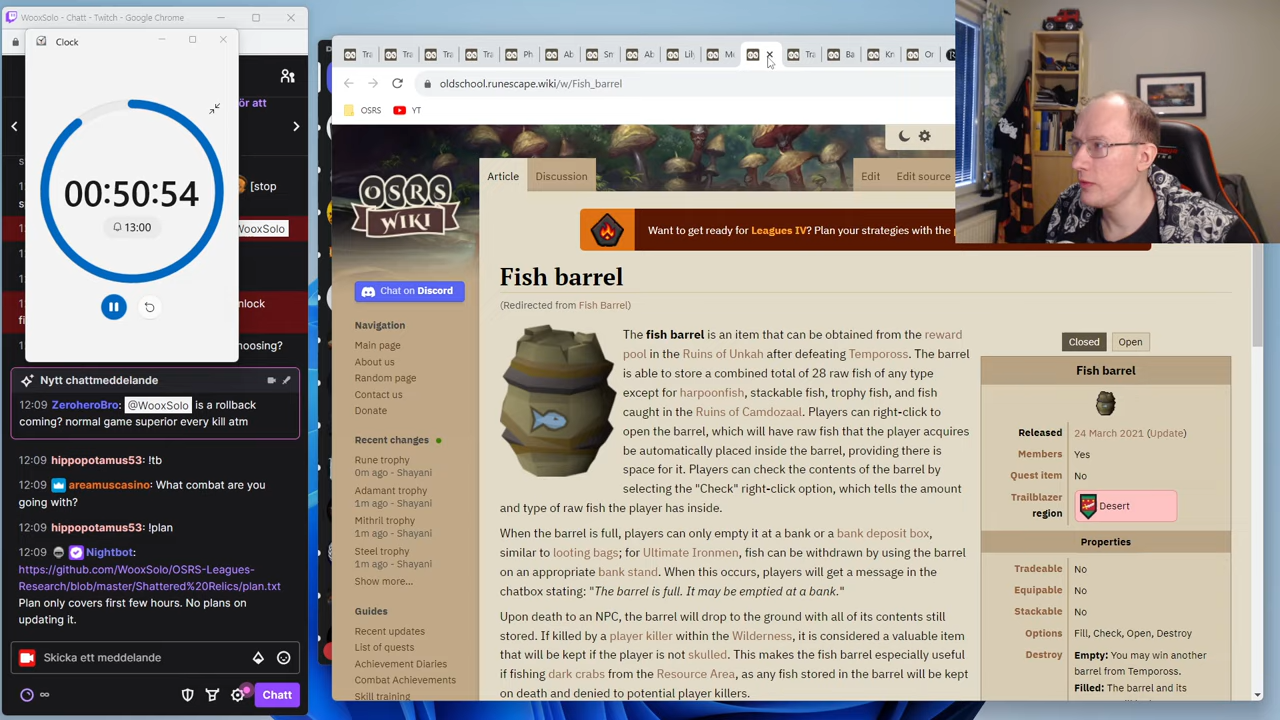 WooxSolo - Chatt - Twitch - Google Chrome
Clock
ör att
[stop
00:50:54
WooxSolo
13:00
Nytt chattmeddelande
12:09 ZeroheroBro: @WooxSolo is a rollback
coming? normal game superior every kill atm
12:09 hippopotamus53: !tb
12:09 areamuscasino: What combat are you
going with?
12:09 hippopotamus53: !plan
12:09 Nightbot:
https://github.com/WooxSolo/OSRS-Leagues-
Research/blob/master/Shattered%20Relics/plan.txt
Plan only covers first few hours. No plans on
updating it.
Skicka ett meddelande
Chatt
Tra
Tra
Tra
Tra
Ph
Ab
Sm
Ab
Lily
Mo
Tra
Ba
Kn
Or
oldschool.runescape.wiki/w/Fish_barrel
OSRS
YT
OSRS
WIKI
Article
Discussion
Edit
Edit source
Want to get ready for Leagues IV? Plan your strategies with the
Chat on Discord
Navigation
Main page
About us
Random page
Contact us
Donate
Recent changes
Rune trophy
0m ago - Shayani
Adamant trophy
1m ago - Shayani
Mithril trophy
1m ago - Shayani
Steel trophy
1m ago - Shayani
Show more...
Guides
Recent updates
List of quests
Achievement Diaries
Combat Achievements
Skill training
Fish barrel
(Redirected from Fish Barrel)
The fish barrel is an item that can be obtained from the reward
pool in the Ruins of Unkah after defeating Tempoross. The barrel
is able to store a combined total of 28 raw fish of any type
except for harpoonfish, stackable fish, trophy fish, and fish
caught in the Ruins of Camdozaal. Players can right-click to
open the barrel, which will have raw fish that the player acquires
be automatically placed inside the barrel, providing there is
space for it. Players can check the contents of the barrel by
selecting the "Check" right-click option, which tells the amount
and type of raw fish the player has inside.
When the barrel is full, players can only empty it at a bank or a bank deposit box,
similar to looting bags; for Ultimate Ironmen, fish can be withdrawn by using the barrel
on an appropriate bank stand. When this occurs, players will get a message in the
chatbox stating: "The barrel is full. It may be emptied at a bank."
Upon death to an NPC, the barrel will drop to the ground with all of its contents still
stored. If killed by a player killer within the Wilderness, it is considered a valuable item
that will be kept if the player is not skulled. This makes the fish barrel especially useful
if fishing dark crabs from the Resource Area, as any fish stored in the barrel will be kept
on death and denied to potential player killers.
Closed
Open
Fish barrel
Released 24 March 2021 (Update)
Members Yes
Quest item No
Trailblazer
region
Desert
Properties
Tradeable No
Equipable No
Stackable No
Options Fill, Check, Open, Destroy
Destroy Empty: You may win another
barrel from Tempoross.
Filled: The barrel and its